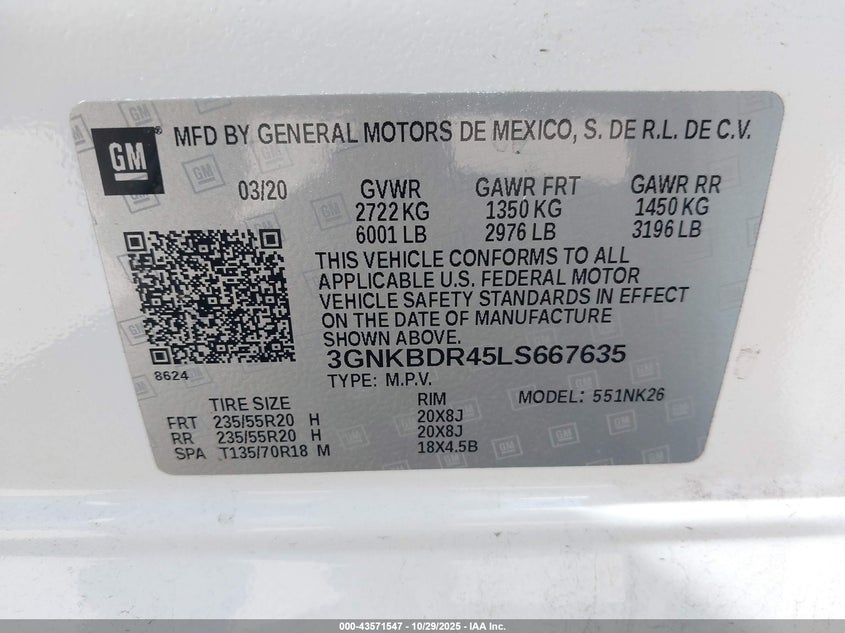 GM
MFD BY GENERAL MOTORS DE MEXICO, S. DE R.L. DE C.V.
03/20 GVWR GAWR FRT GAWR RR
2722 KG 1350 KG 1450 KG
6001 LB 2976 LB 3196 LB
THIS VEHICLE CONFORMS TO ALL
APPLICABLE U.S. FEDERAL MOTOR
VEHICLE SAFETY STANDARDS IN EFFECT
ON THE DATE OF MANUFACTURE
SHOWN ABOVE.
3GNKBDR45LS667635
8624
TYPE: M.P.V. MODEL: 551NK26
TIRE SIZE RIM
FRT 235/55R20 H 20X8J
RR 235/55R20 H 20X8J
SPA T135/70R18 M 18X4.5B
000-43571547 - 10/29/2025 - IAA Inc.